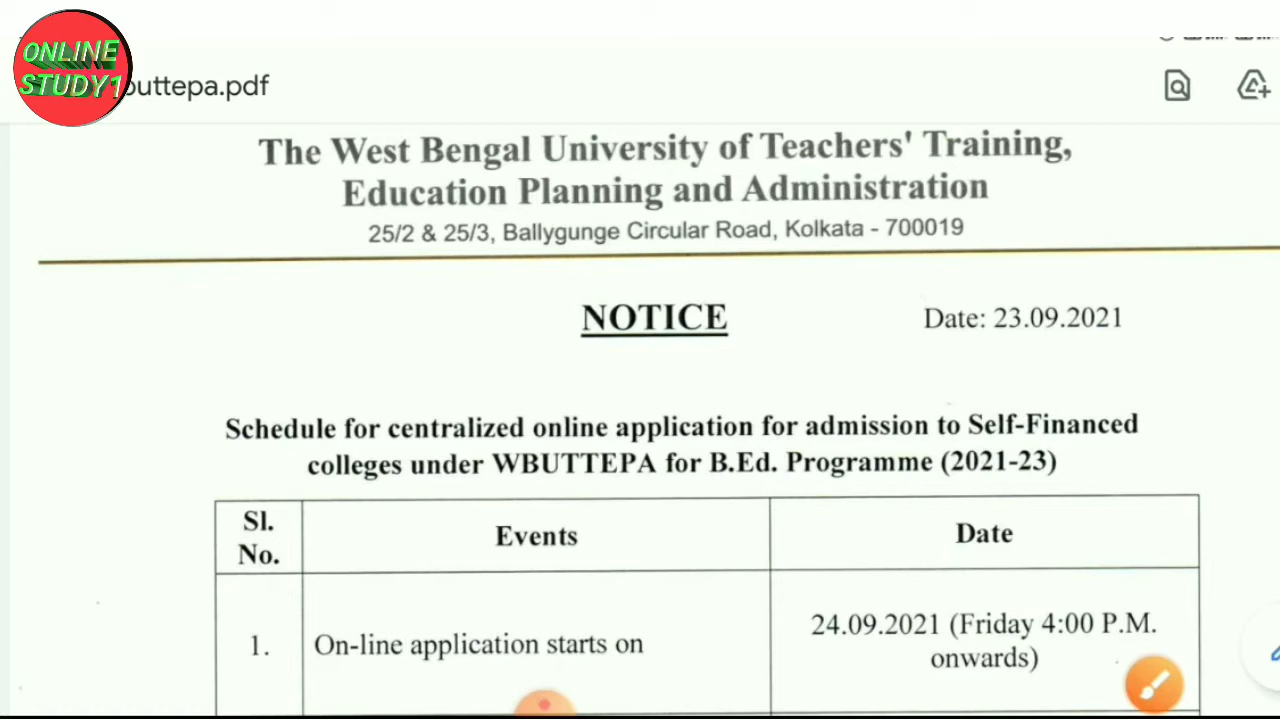 ONLINE
STUDY1
outtepa.pdf
The West Bengal University of Teachers' Training,
Education Planning and Administration
25/2 & 25/3, Ballygunge Circular Road, Kolkata - 700019
NOTICE
Date: 23.09.2021
Schedule for centralized online application for admission to Self-Financed
colleges under WBUTTEPA for B.Ed. Programme (2021-23)
Sl.
No.
Events
Date
1.
On-line application starts on
24.09.2021 (Friday 4:00 P.M.
onwards)